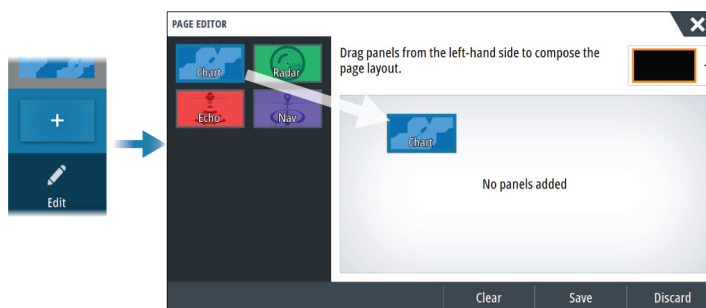 PAGE EDITOR
Chart
Radar
Echo
Nav
Drag panels from the left-hand side to compose the
page layout.
Chart
No panels added
+
Edit
Clear
Save
Discard